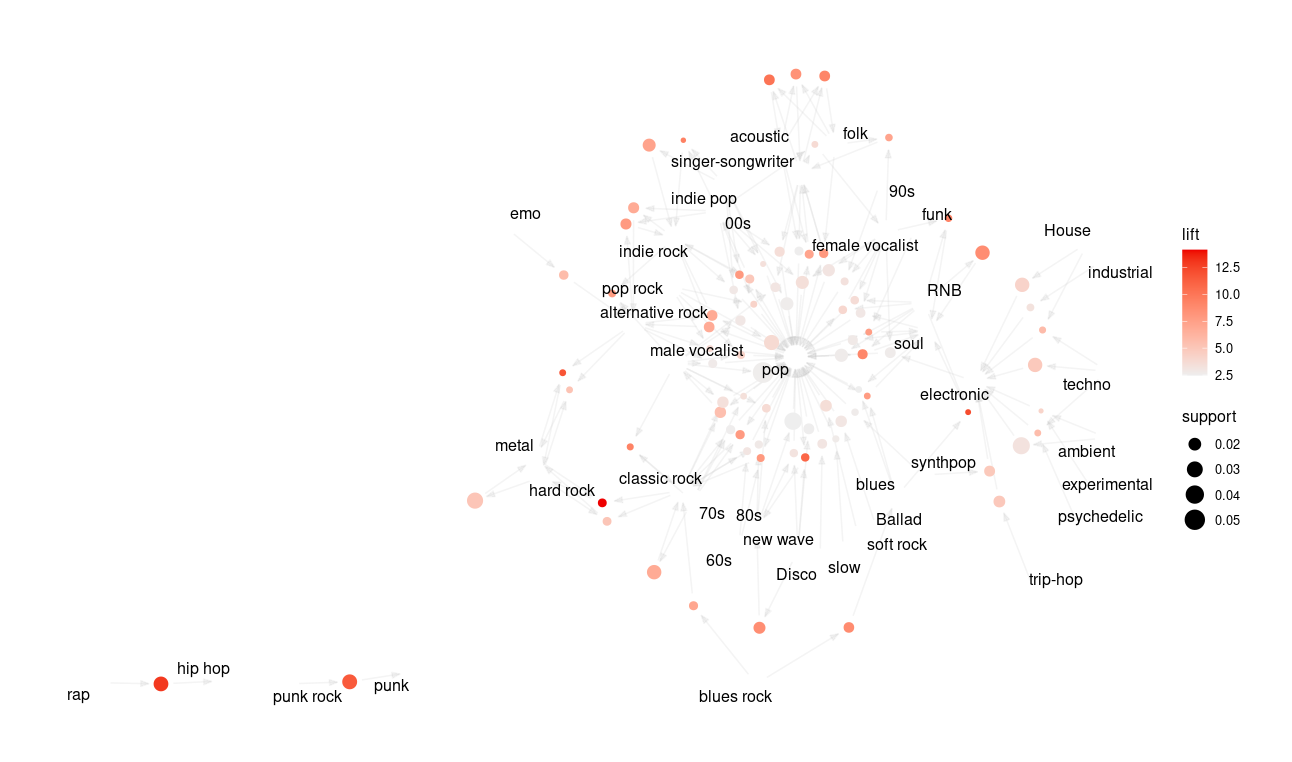 acoustic
folk
singer-songwriter
indie pop
90s
emo
00s
funk
House
lift
indie rock
female vocalist
industrial
12.5
pop rock
RNB
10.0
alternative rock
7.5
male vocalist
soul
5.0
pop
2.5
techno
electronic
support
metal
0.02
ambient
synthpop
0.03
classic rock
blues
experimental
hard rock
0.04
70s
80s
Ballad
psychedelic
0.05
new wave
soft rock
60s
Disco
slow
trip-hop
hip hop
rap
punk rock
punk
blues rock